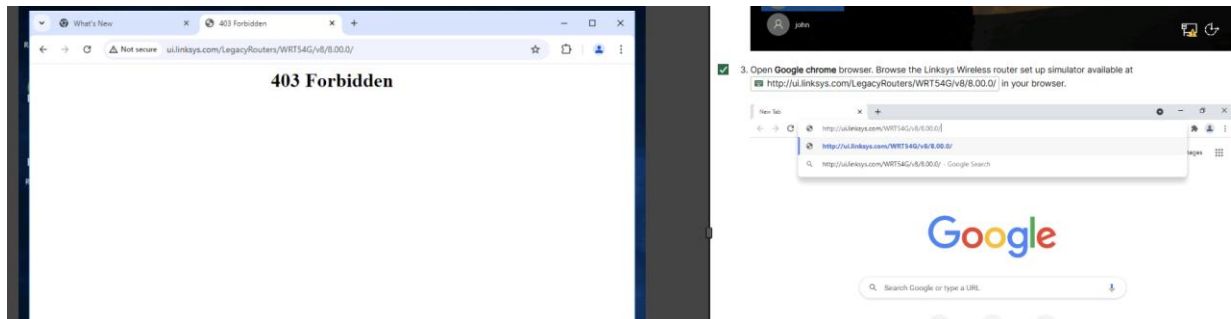 What's New
403 Forbidden
Not secure
ui.linksys.com/LegacyRouters/WRT54G/v8/8.00.0/
403 Forbidden
john
3. Open Google chrome browser. Browse the Linksys Wireless router set up simulator available at
http://ui.linksys.com/LegacyRouters/WRT54G/v8/8.00.0/ in your browser.
New Tab
http://ui.linksys.com/WRT54G/v8/8.00.0/
http://ui.linksys.com/WRT54G/v8/8.00.0/
http://ui.linksys.com/WRT54G/v8/8.00.0/ - Google Search
Google
Search Google or type a URL